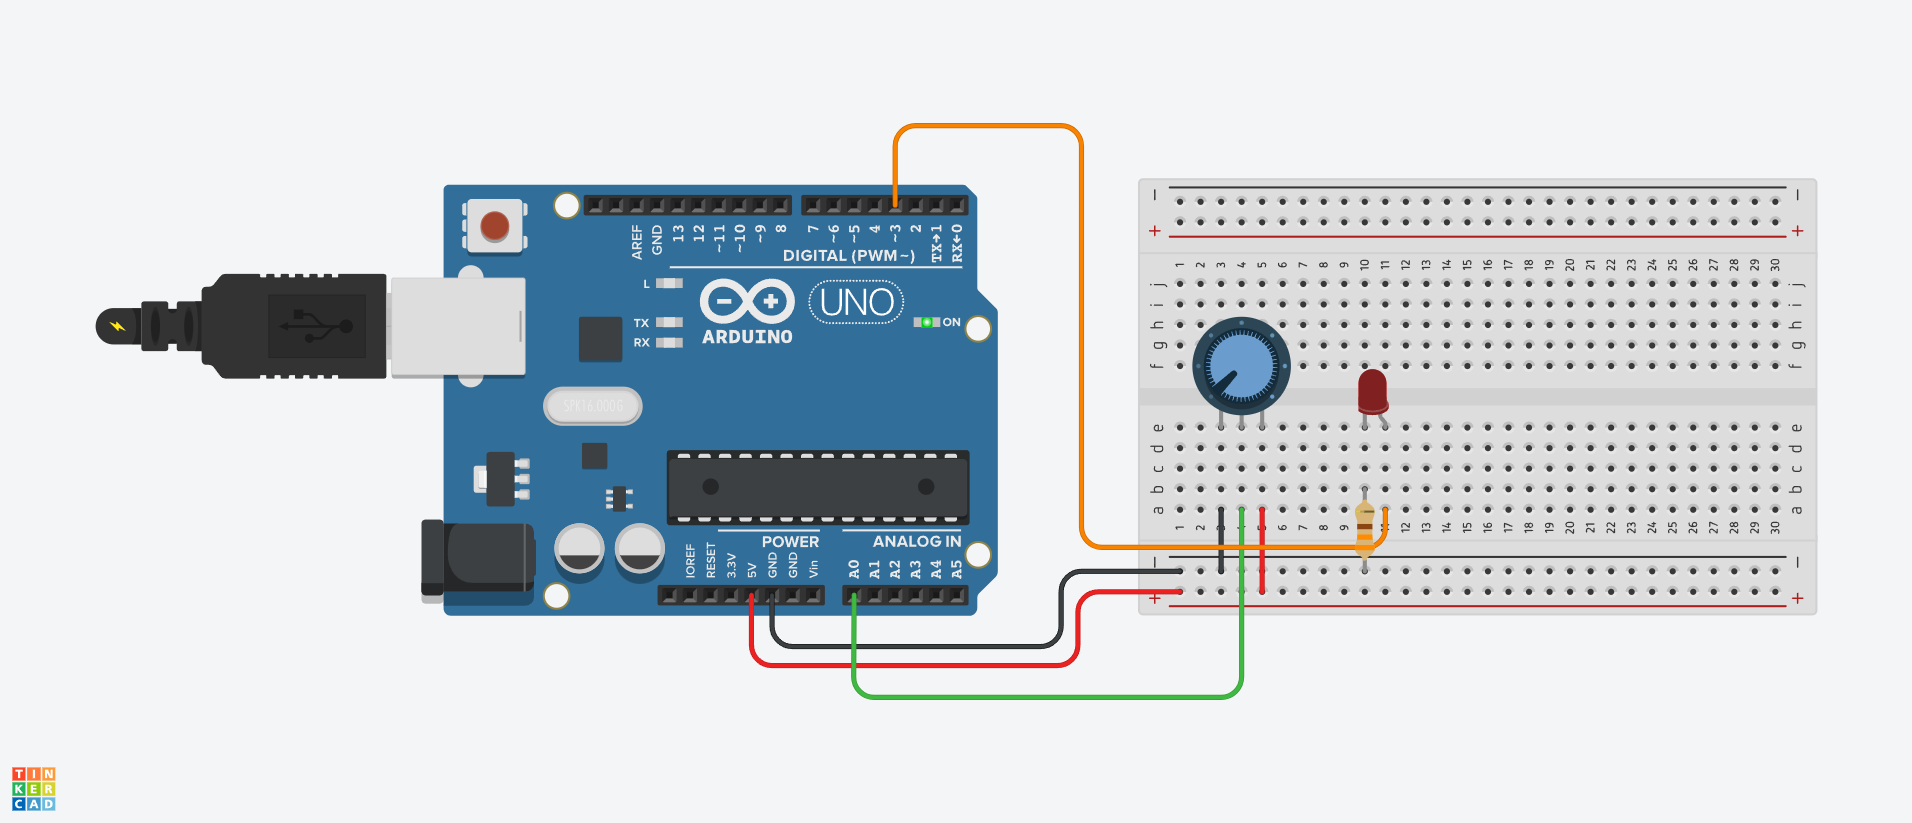 AREF
GND
13
12
~11
~10
~9
8
7
~6
~5
4
~3
2
TX→1
RX←0
DIGITAL (PWM~)
L
TX
RX
ARDUINO
UNO
ON
SPK16.000G
POWER
ANALOG IN
IOREF
RESET
3.3V
5V
GND
GND
Vin
A0
A1
A2
A3
A4
A5
− −
+ +
1 2 3 4 5 6 7 8 9 10 11 12 13 14 15 16 17 18 19 20 21 22 23 24 25 26 27 28 29 30
j j
i i
h h
g g
f f
e e
d d
c c
b b
a a
1 2 3 4 5 6 7 8 9 10 11 12 13 14 15 16 17 18 19 20 21 22 23 24 25 26 27 28 29 30
− −
+ +
TIN
KER
CAD